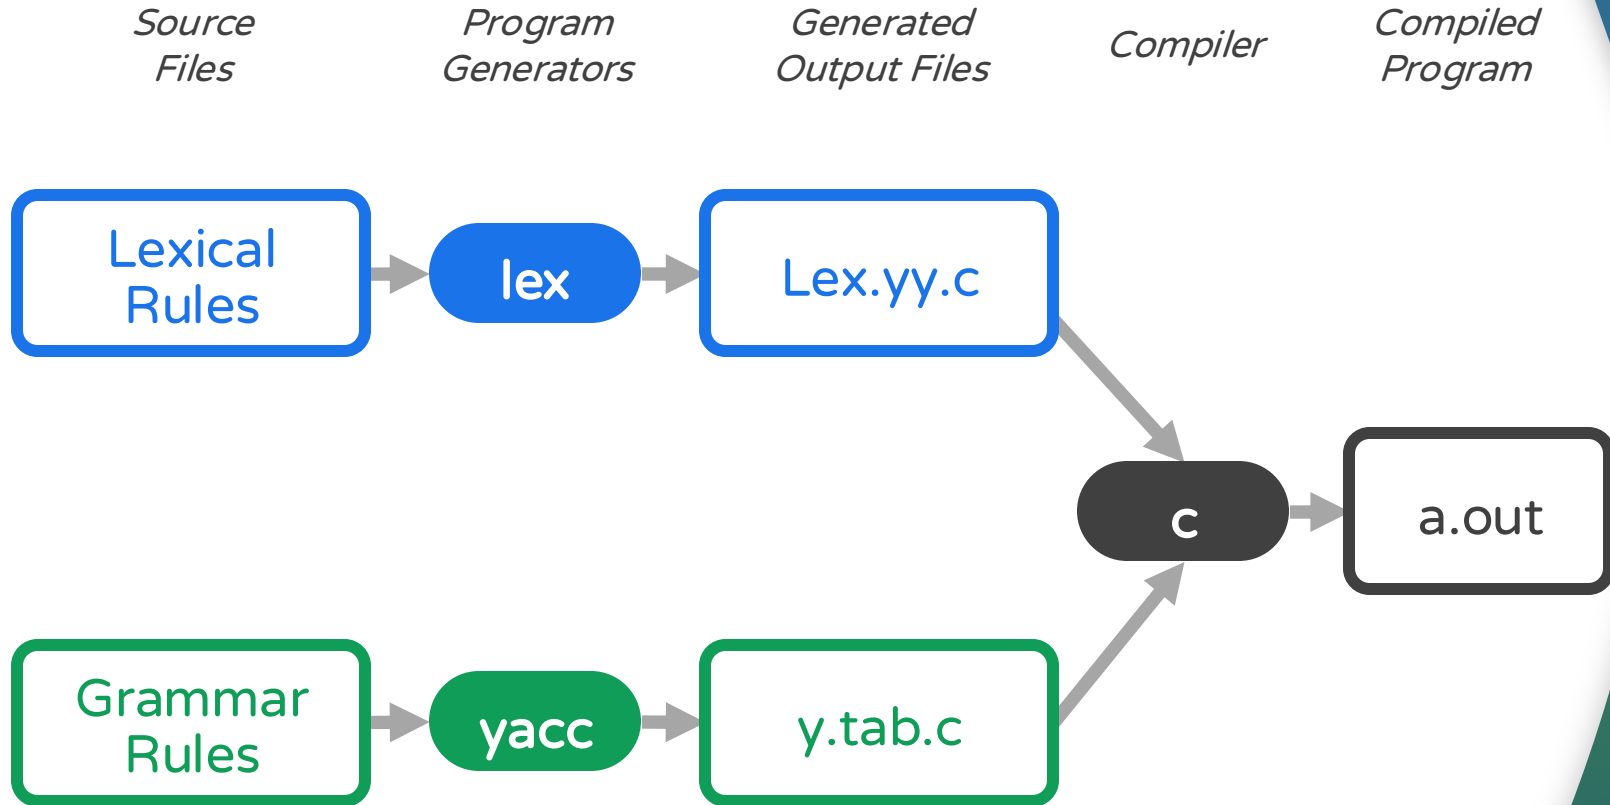 Source
Files
Program
Generators
Generated
Output Files
Compiler
Compiled
Program
Lexical
Rules
lex
Lex.yy.c
c
a.out
Grammar
Rules
yacc
y.tab.c